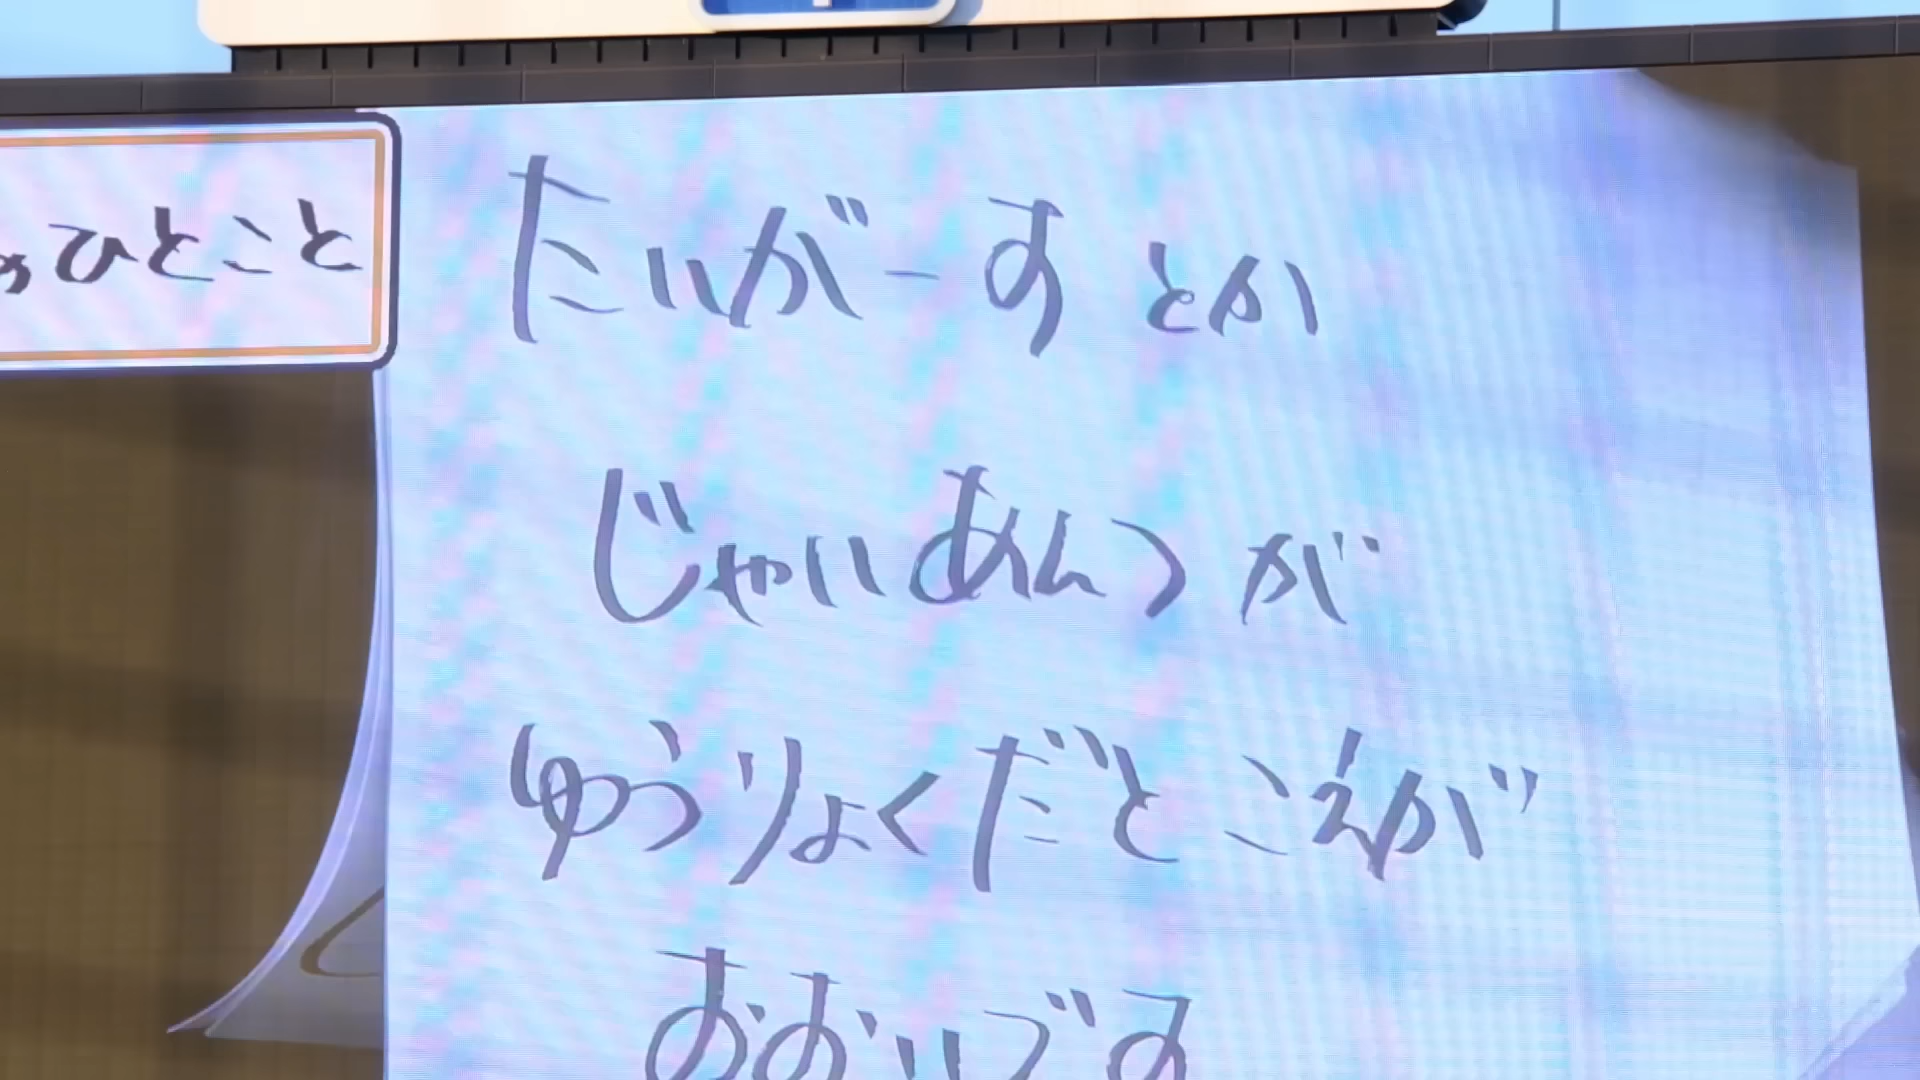 のひとこと
たいがーす とか
じゃいあんつ が
ゆうりょくだと こえが
おおいです